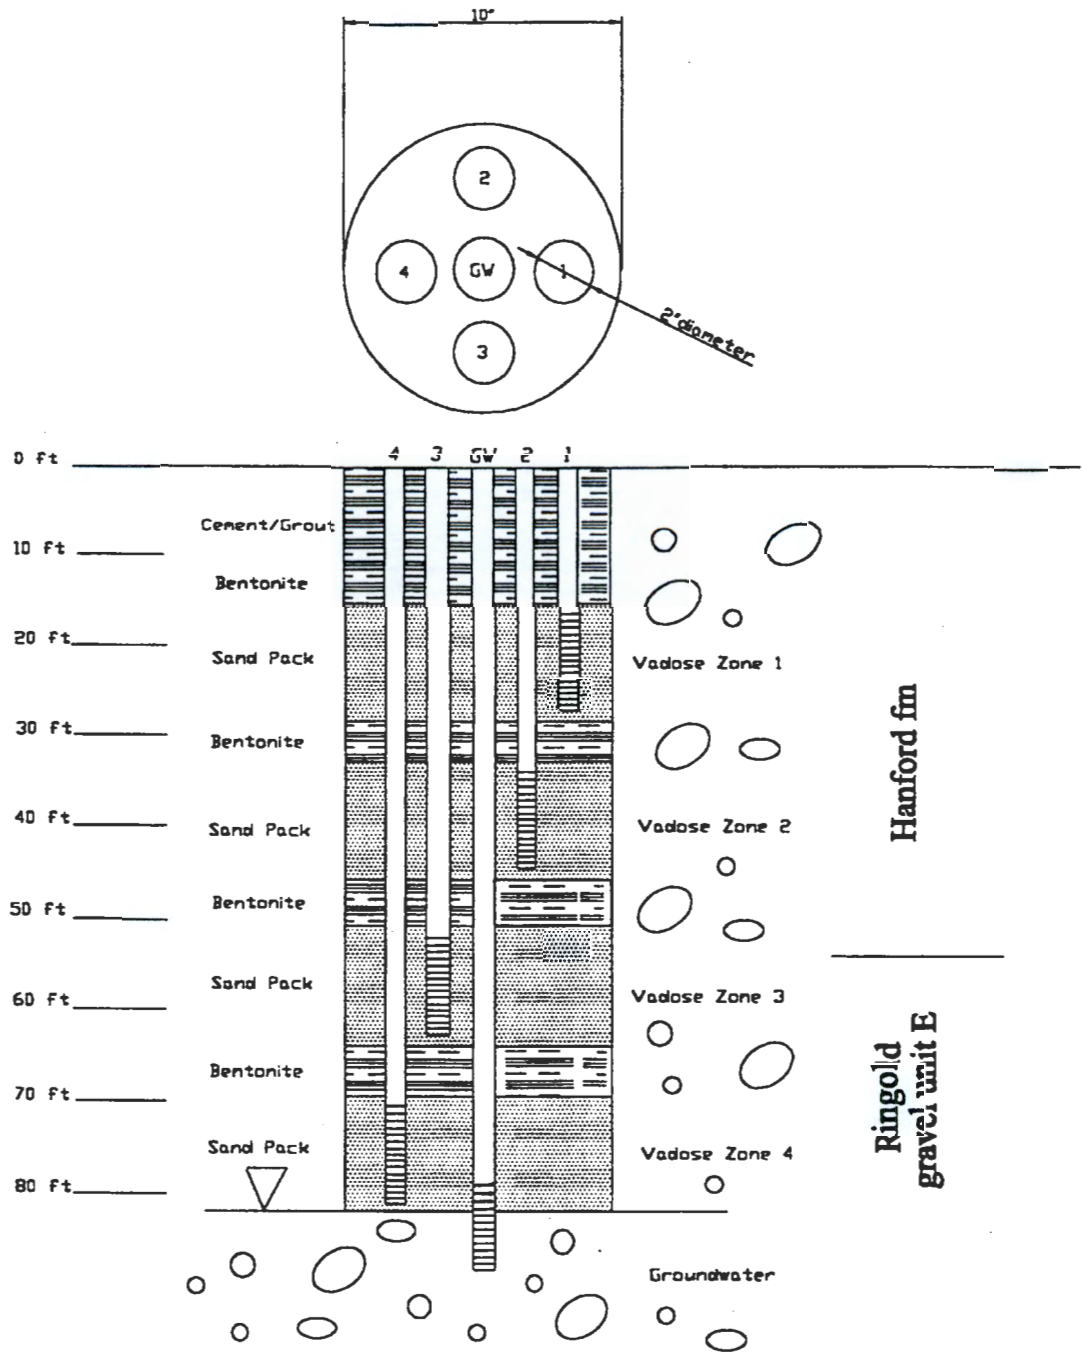 10"
2
4 GW 1
3
2"diameter
4 3 GW 2 1
0 ft
Cement/Grout
10 ft
Bentonite
20 ft
Sand Pack
Vadose Zone 1
30 ft
Bentonite
40 ft
Sand Pack
Vadose Zone 2
50 ft
Bentonite
60 ft
Sand Pack
Vadose Zone 3
70 ft
Bentonite
80 ft
Sand Pack
Vadose Zone 4
Groundwater
Hanford fm
Ringold
gravel unit E